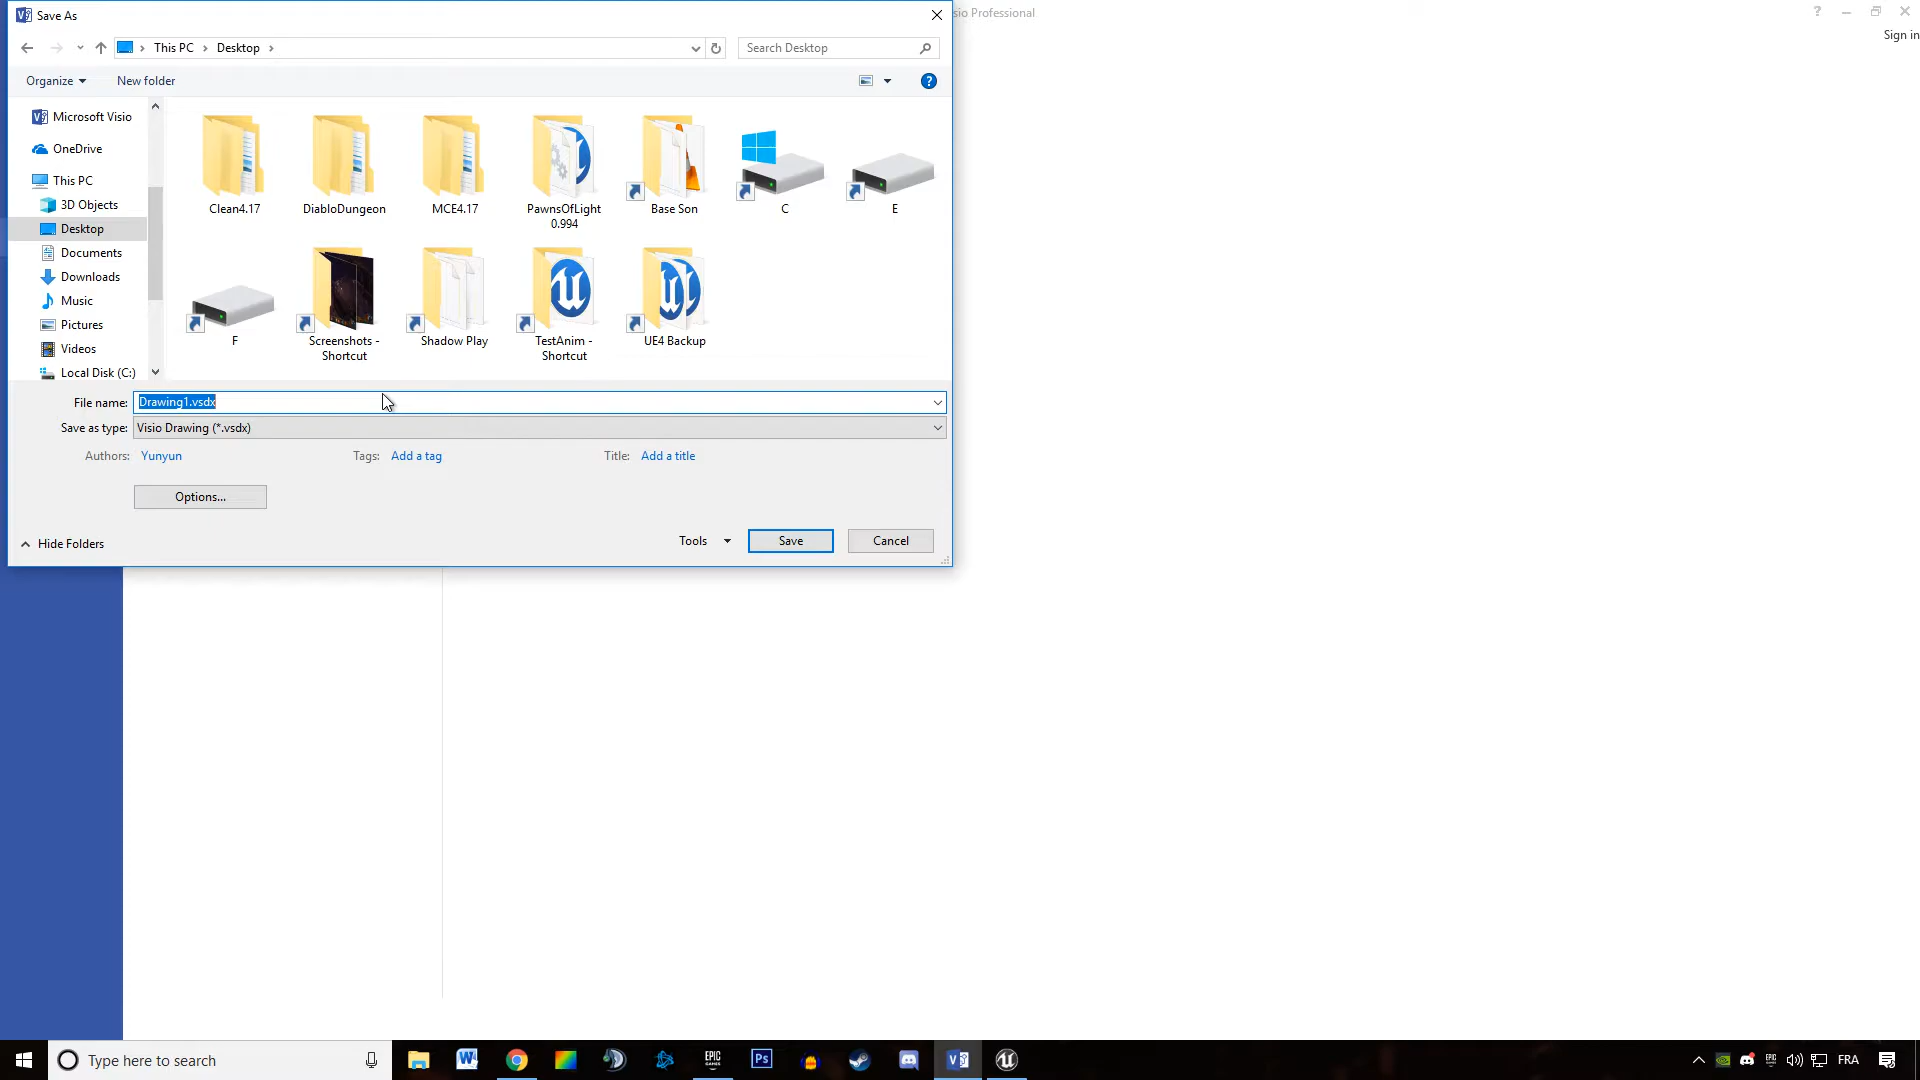 Save As
sio Professional
Sign in
This PC > Desktop >
Search Desktop
Organize
New folder
Microsoft Visio
OneDrive
This PC
3D Objects
Desktop
Documents
Downloads
Music
Pictures
Videos
Local Disk (C:)
Clean4.17
DiabloDungeon
MCE4.17
PawnsOfLight
0.994
Base Son
C
E
F
Screenshots -
Shortcut
Shadow Play
TestAnim -
Shortcut
UE4 Backup
File name: Drawing1.vsdx
Save as type: Visio Drawing (*.vsdx)
Authors: Yunyun
Tags: Add a tag
Title: Add a title
Options...
Hide Folders
Tools
Save
Cancel
Type here to search
EPIC
GAMES
Ps
FRA